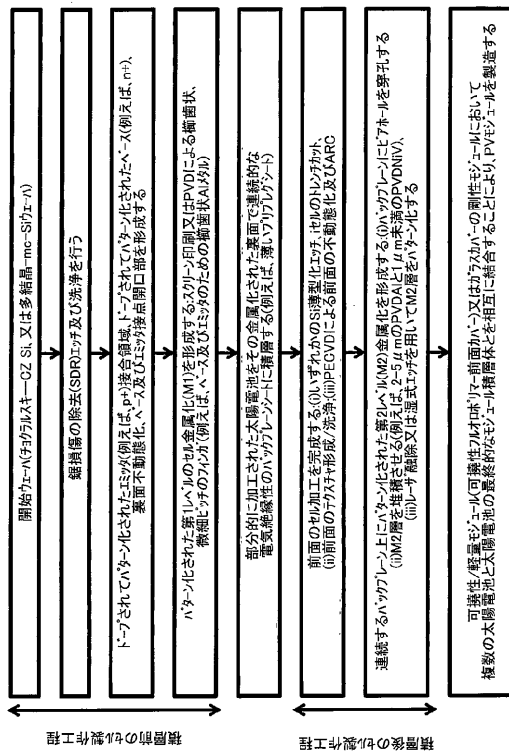 開始ウェーハ(チョクラルスキーCZ Si, 又は多結晶-mc-Siウェーハ)
鋸損傷の除去(SDR)エッチ及び洗浄を行う
ドープされてパターン化されたエミッタ(例えば、p+)接合領域、ドープされてパターン化されたベース(例えば、n+)、
裏面不動態化、ベース及びエミッタ接点開口部を形成する
パターン化された第1レベルのセル金属化(M1)を形成する:スクリーン印刷又はPVDによる櫛歯状、
微細ピッチのフィンガ(例えば、ベース及びエミッタのための櫛歯状Alメタル)
部分的に加工された太陽電池をその金属化された裏面で連続的な
電気絶縁性のバックプレーンシートに積層する(例えば、薄いプリプレグシート)
前面のセル加工を完成する:(i)いずれかのSi薄型化エッチ、iセルのトレンチカット、
(ii)前面のテクスチャ形成/洗浄;(iii)PECVDによる前面の不動態化及びARC
連続するバックプレーン上にパターン化された第2レベル(M2)金属化を形成する:(i)バックプレーンにビアホールを穿孔する
(ii)M2層を堆積させる(例えば、2-5μmのPVDAlと1μm未満のPVDNiV)、
(iii)レーザ融除又は湿式エッチを用いてM2層をパターン化する
可撓性/軽量モジュール(可撓性フルオロポリマー前面カバー)又はガラスカバーの剛性モジュールにおいて
複数の太陽電池と太陽電池の最終的なモジュール積層体とを相互に結合することにより、PVモジュールを製造する
積層前のセル製作工程
積層後のセル製作工程